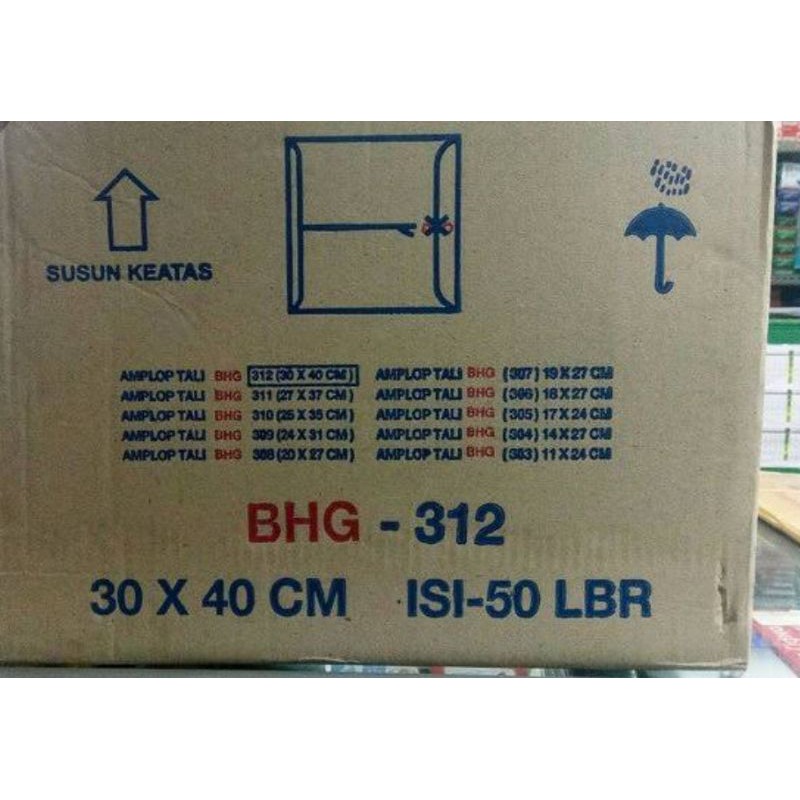 SUSUN KEATAS
AMPLOP TALI BHG 312 (30 X 40 CM)
AMPLOP TALI BHG 311 (27 X 37 CM)
AMPLOP TALI BHG 310 (25 X 35 CM)
AMPLOP TALI BHG 309 (24 X 31 CM)
AMPLOP TALI BHG 308 (20 X 27 CM)
AMPLOP TALI BHG (307) 19 X 27 CM
AMPLOP TALI BHG (306) 18 X 27 CM
AMPLOP TALI BHG (305) 17 X 24 CM
AMPLOP TALI BHG (304) 14 X 27 CM
AMPLOP TALI BHG (303) 11 X 24 CM
BHG - 312
30 X 40 CM ISI-50 LBR